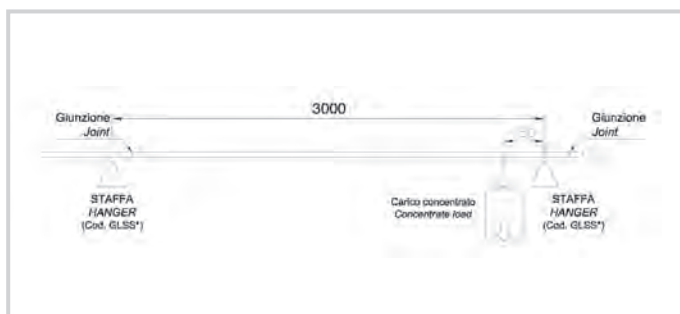 3000
Giunzione
Joint
Giunzione
Joint
STAFFA
HANGER
(Cod. GLSS*)
Carico concentrato
Concentrate load
STAFFA
HANGER
(Cod. GLSS*)